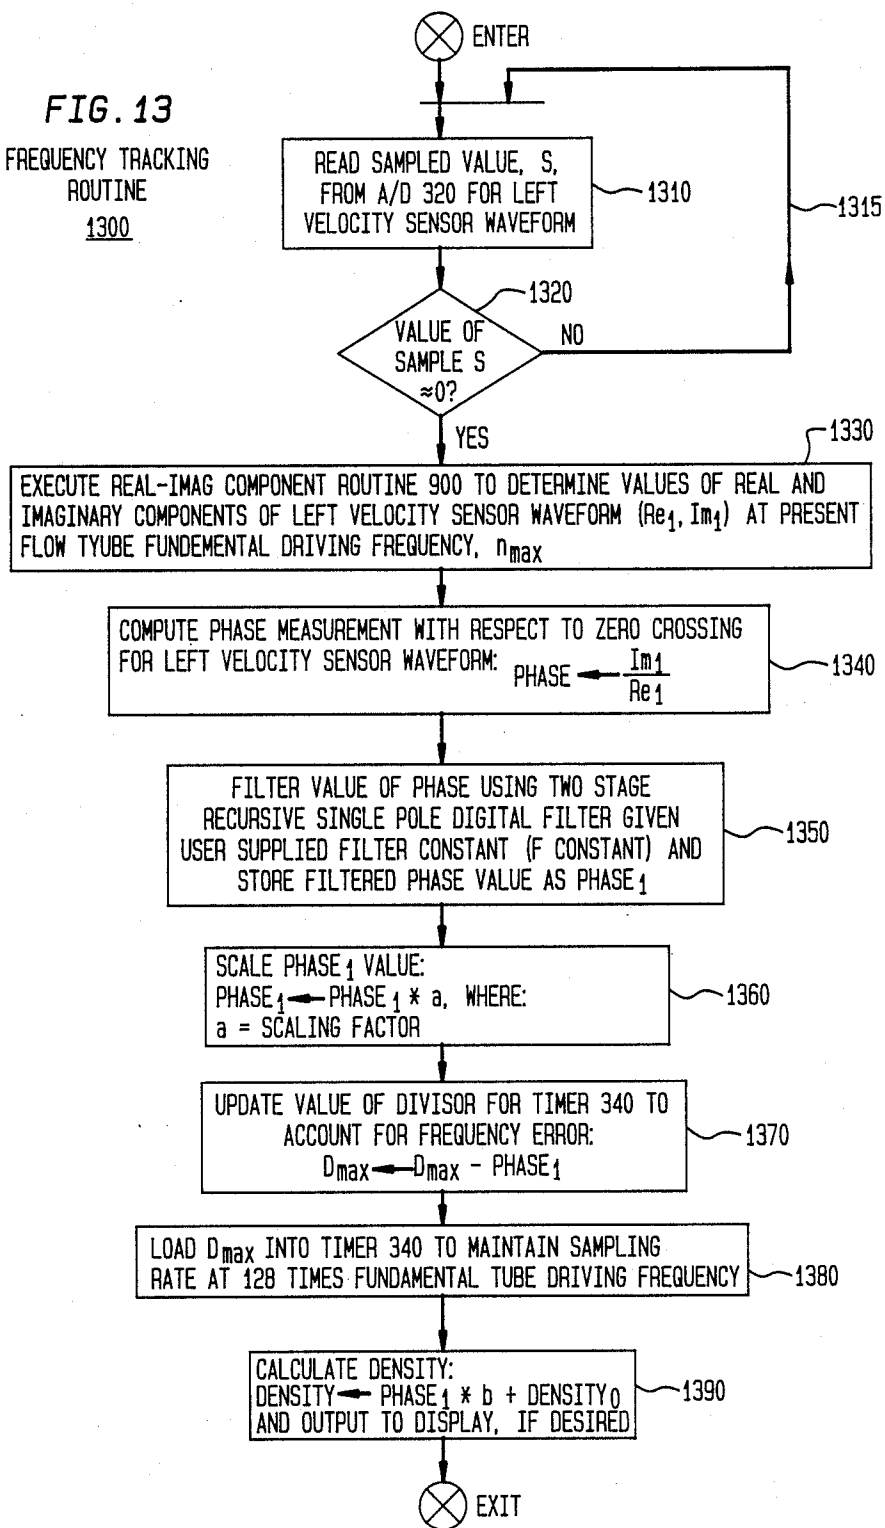 ENTER
FIG. 13
FREQUENCY TRACKING
ROUTINE
1300
READ SAMPLED VALUE, S,
FROM A/D 320 FOR LEFT
VELOCITY SENSOR WAVEFORM
1310
1315
1320
VALUE OF
SAMPLE S
≈0?
NO
YES
1330
EXECUTE REAL-IMAG COMPONENT ROUTINE 900 TO DETERMINE VALUES OF REAL AND
IMAGINARY COMPONENTS OF LEFT VELOCITY SENSOR WAVEFORM (Re₁, Im₁) AT PRESENT
FLOW TYUBE FUNDEMENTAL DRIVING FREQUENCY, nmax
COMPUTE PHASE MEASUREMENT WITH RESPECT TO ZERO CROSSING
FOR LEFT VELOCITY SENSOR WAVEFORM: PHASE ← Im₁/Re₁
1340
FILTER VALUE OF PHASE USING TWO STAGE
RECURSIVE SINGLE POLE DIGITAL FILTER GIVEN
USER SUPPLIED FILTER CONSTANT (F CONSTANT) AND
STORE FILTERED PHASE VALUE AS PHASE₁
1350
SCALE PHASE₁ VALUE:
PHASE₁ ← PHASE₁ * a, WHERE:
a = SCALING FACTOR
1360
UPDATE VALUE OF DIVISOR FOR TIMER 340 TO
ACCOUNT FOR FREQUENCY ERROR:
Dmax ← Dmax - PHASE₁
1370
LOAD Dmax INTO TIMER 340 TO MAINTAIN SAMPLING
RATE AT 128 TIMES FUNDAMENTAL TUBE DRIVING FREQUENCY
1380
CALCULATE DENSITY:
DENSITY ← PHASE₁ * b + DENSITY₀
AND OUTPUT TO DISPLAY, IF DESIRED
1390
EXIT